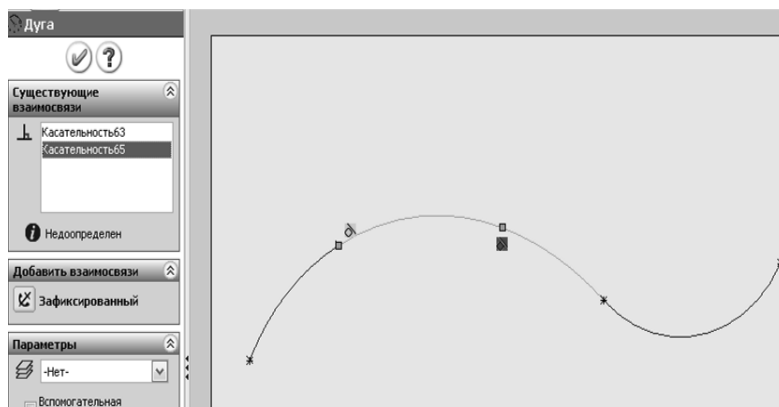 Дуга
Существующие
взаимосвязи
Касательность63
Касательность65
Недоопределен
Добавить взаимосвязи
Зафиксированный
Параметры
-Нет-
Вспомогательная